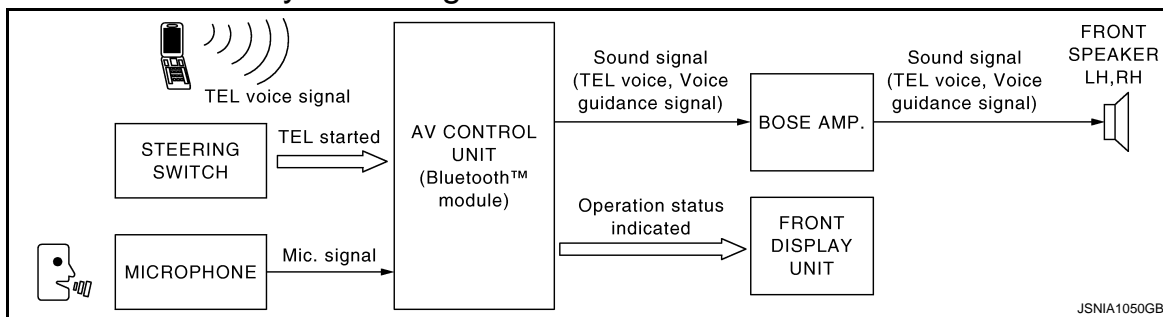 TEL voice signal
STEERING
SWITCH
TEL started
MICROPHONE
Mic. signal
AV CONTROL
UNIT
(Bluetooth™
module)
Sound signal
(TEL voice, Voice
guidance signal)
BOSE AMP.
Sound signal
(TEL voice, Voice
guidance signal)
FRONT
SPEAKER
LH,RH
Operation status
indicated
FRONT
DISPLAY
UNIT
JSNIA1050GB